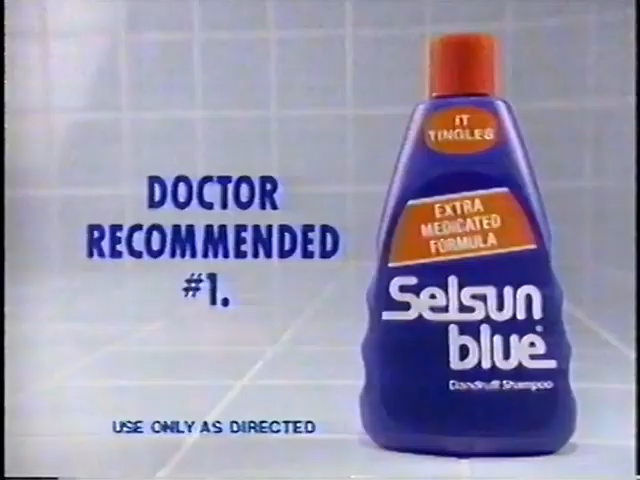 DOCTOR
RECOMMENDED
#1.
USE ONLY AS DIRECTED
IT
TINGLES
EXTRA
MEDICATED
FORMULA
Selsun
blue
Dandruff Shampoo